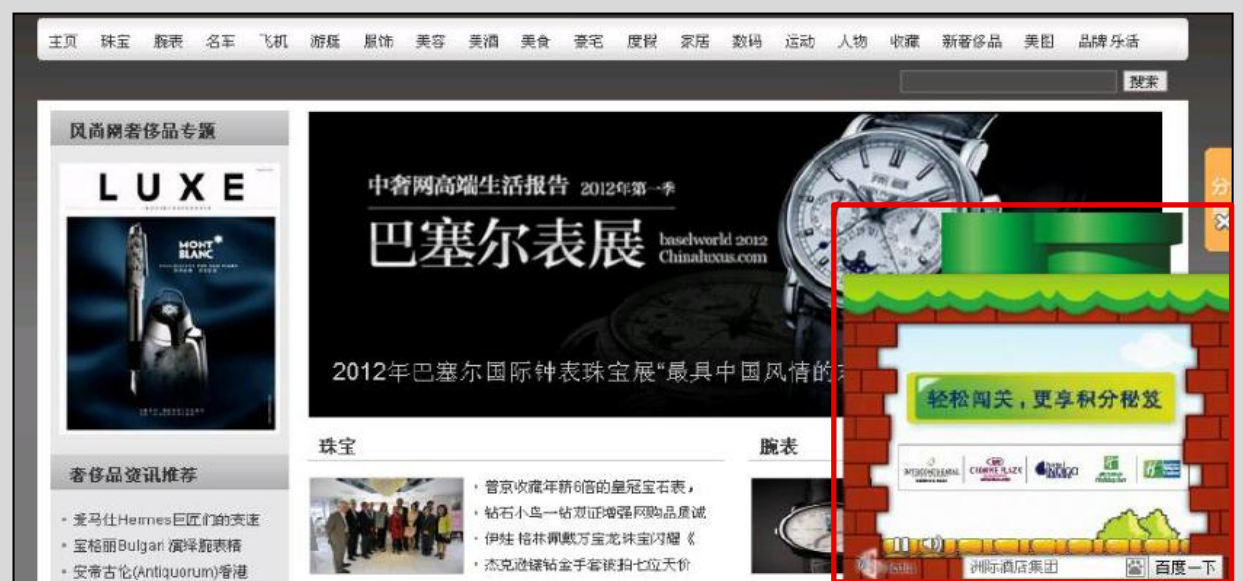 主页 珠宝 腕表 名车 飞机 游艇 服饰 美容 美酒 美食 豪宅 度假 家居 数码 运动 人物 收藏 新奢侈品 美图 品牌乐活
搜索
风尚网奢侈品专题
LUXE
MONT
BLANC
中奢网高端生活报告 2012年第一季
巴塞尔表展
baselworld 2012
Chinaluxus.com
2012年巴塞尔国际钟表珠宝展“最具中国风情的
分
轻松闯关，更享积分秘笈
INTERCONTINENTAL
CROWNE PLAZA
INDIGO
珠宝
腕表
奢侈品资讯推荐
曾京收藏年薪6倍的皇冠宝石表，
钻石小鸟一钻双证增强网购品质诚
伊娃 格林佩戴万宝龙珠宝闪耀《
杰克逊镶钻金手套被拍七位天价
爱马仕Hermes巨匠们的变速
宝格丽Bulgari 演绎腕表精
安帝古伦(Antiquorum)香港
洲际酒店集团
百度一下